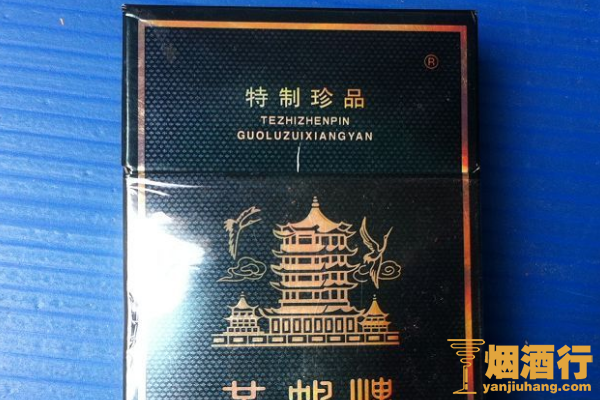 ®
特制珍品
TEZHIZHENPIN
GUOLUZUIXIANGYAN
烟酒行
yanjiuhang.com